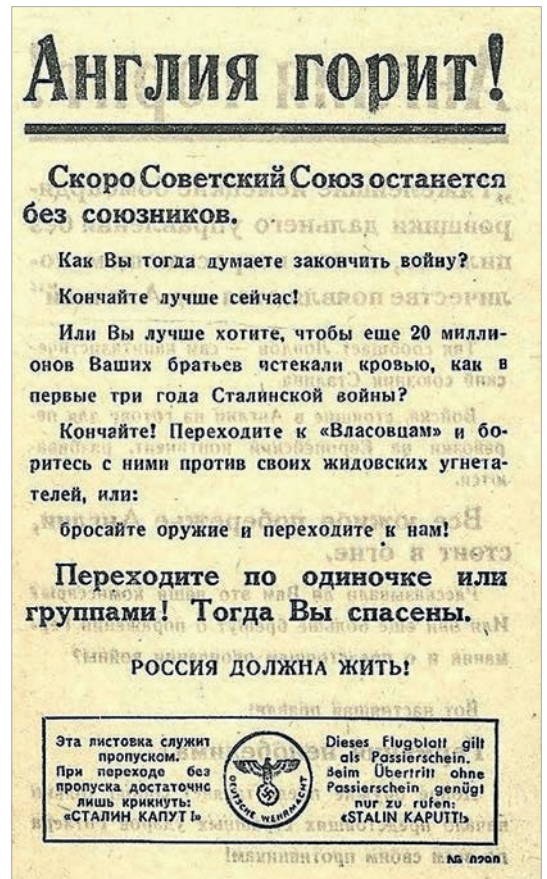 Англия горит!
Скоро Советский Союз останется
без союзников.
Как Вы тогда думаете закончить войну?
Кончайте лучше сейчас!
Или Вы лучше хотите, чтобы еще 20 милли-
онов Ваших братьев истекали кровью, как в
первые три года Сталинской войны?
Кончайте! Переходите к «Власовцам» и бо-
ритесь с ними против своих жидовских угнета-
телей, или:
бросайте оружие и переходите к нам!
Переходите по одиночке или
группами! Тогда Вы спасены.
РОССИЯ ДОЛЖНА ЖИТЬ!
Эта листовка служит
пропуском.
При переходе без
пропуска достаточно
лишь крикнуть:
«СТАЛИН КАПУТ!»
DEUTSCHE WEHRMACHT
Dieses Flugblatt gilt
als Passierschein.
Beim Übertritt ohne
Passierschein genügt
nur zu rufen:
«STALIN KAPUTT!»